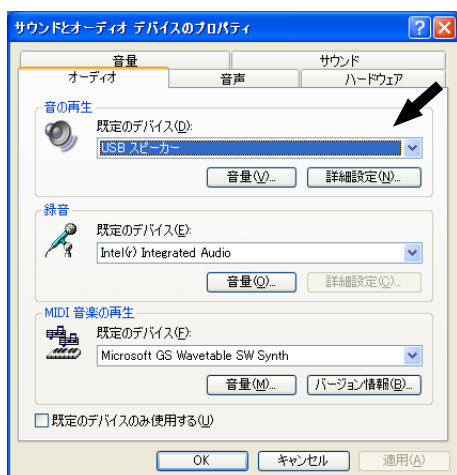 サウンドとオーディオ デバイスのプロパティ
音量 サウンド
オーディオ 音声 ハードウェア
音の再生
既定のデバイス(D):
USB スピーカー
音量(V)... 詳細設定(N)...
録音
既定のデバイス(E):
Intel(r) Integrated Audio
音量(O)... 詳細設定(C)...
MIDI 音楽の再生
既定のデバイス(F):
Microsoft GS Wavetable SW Synth
音量(M)... バージョン情報(B)...
既定のデバイスのみ使用する(U)
OK キャンセル 適用(A)